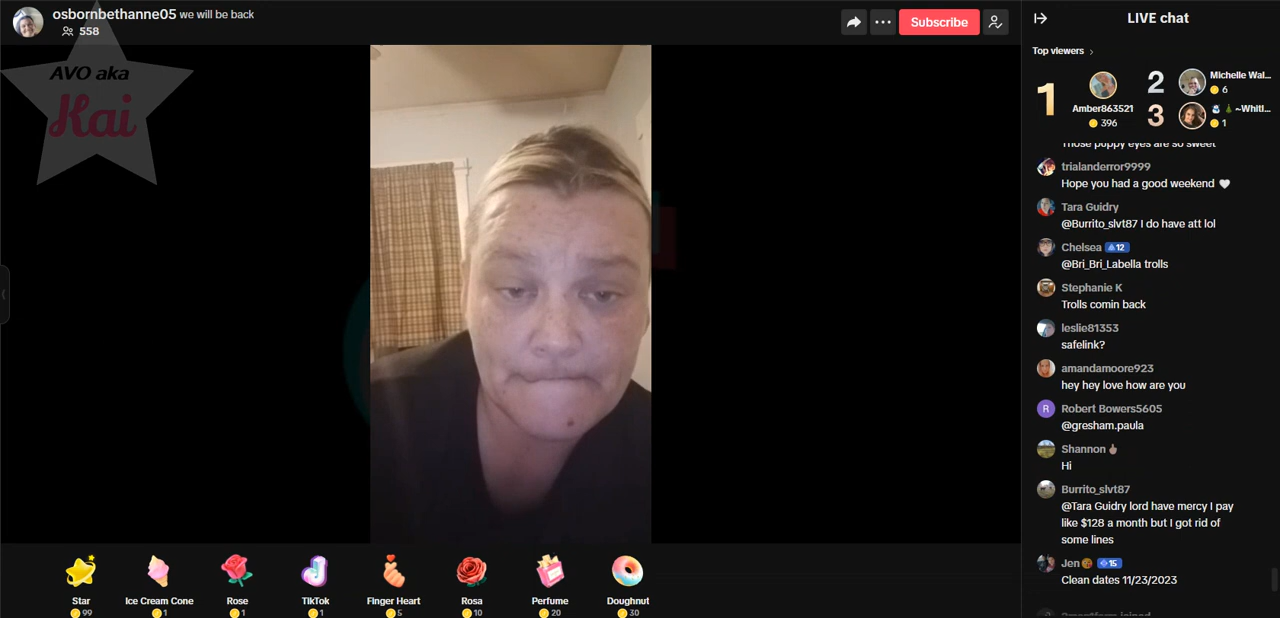 osbornbethanne05 we will be back
558
Subscribe
AVO aka
Kai
LIVE chat
Top viewers
1
Amber863521
396
2
Michelle Wal...
6
3
~Whitl...
1
Those puppy eyes are so sweet
trialanderror9999
Hope you had a good weekend 🤍
Tara Guidry
@Burrito_slvt87 I do have att lol
Chelsea 12
@Bri_Bri_Labella trolls
Stephanie K
Trolls comin back
leslie81353
safelink?
amandamoore923
hey hey love how are you
R
Robert Bowers5605
@gresham.paula
Shannon
Hi
Burrito_slvt87
@Tara Guidry lord have mercy I pay
like $128 a month but I got rid of
some lines
Jen 15
Clean dates 11/23/2023
joined
Star
99
Ice Cream Cone
1
Rose
1
TikTok
1
Finger Heart
5
Rosa
10
Perfume
20
Doughnut
30